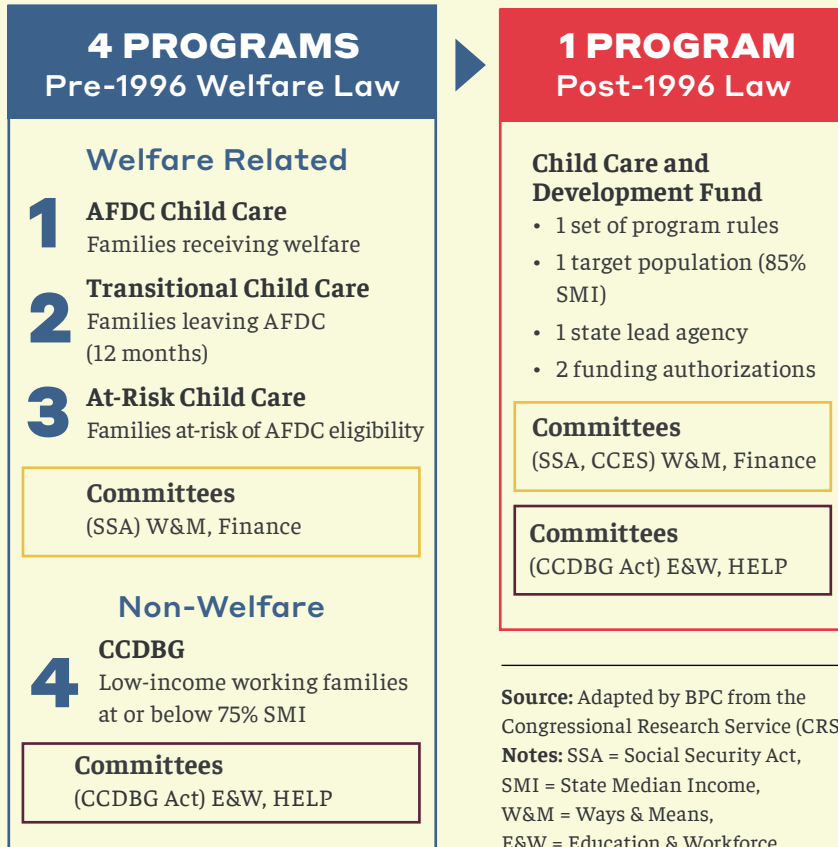 4 PROGRAMS
Pre-1996 Welfare Law
Welfare Related
1
AFDC Child Care
Families receiving welfare
2
Transitional Child Care
Families leaving AFDC
(12 months)
3
At-Risk Child Care
Families at-risk of AFDC eligibility
Committees
(SSA) W&M, Finance
Non-Welfare
4
CCDBG
Low-income working families
at or below 75% SMI
Committees
(CCDBG Act) E&W, HELP
1 PROGRAM
Post-1996 Law
Child Care and
Development Fund
• 1 set of program rules
• 1 target population (85%
SMI)
• 1 state lead agency
• 2 funding authorizations
Committees
(SSA, CCES) W&M, Finance
Committees
(CCDBG Act) E&W, HELP
Source: Adapted by BPC from the
Congressional Research Service (CRS
Notes: SSA = Social Security Act,
SMI = State Median Income,
W&M = Ways & Means,
E&W = Education & Workforce